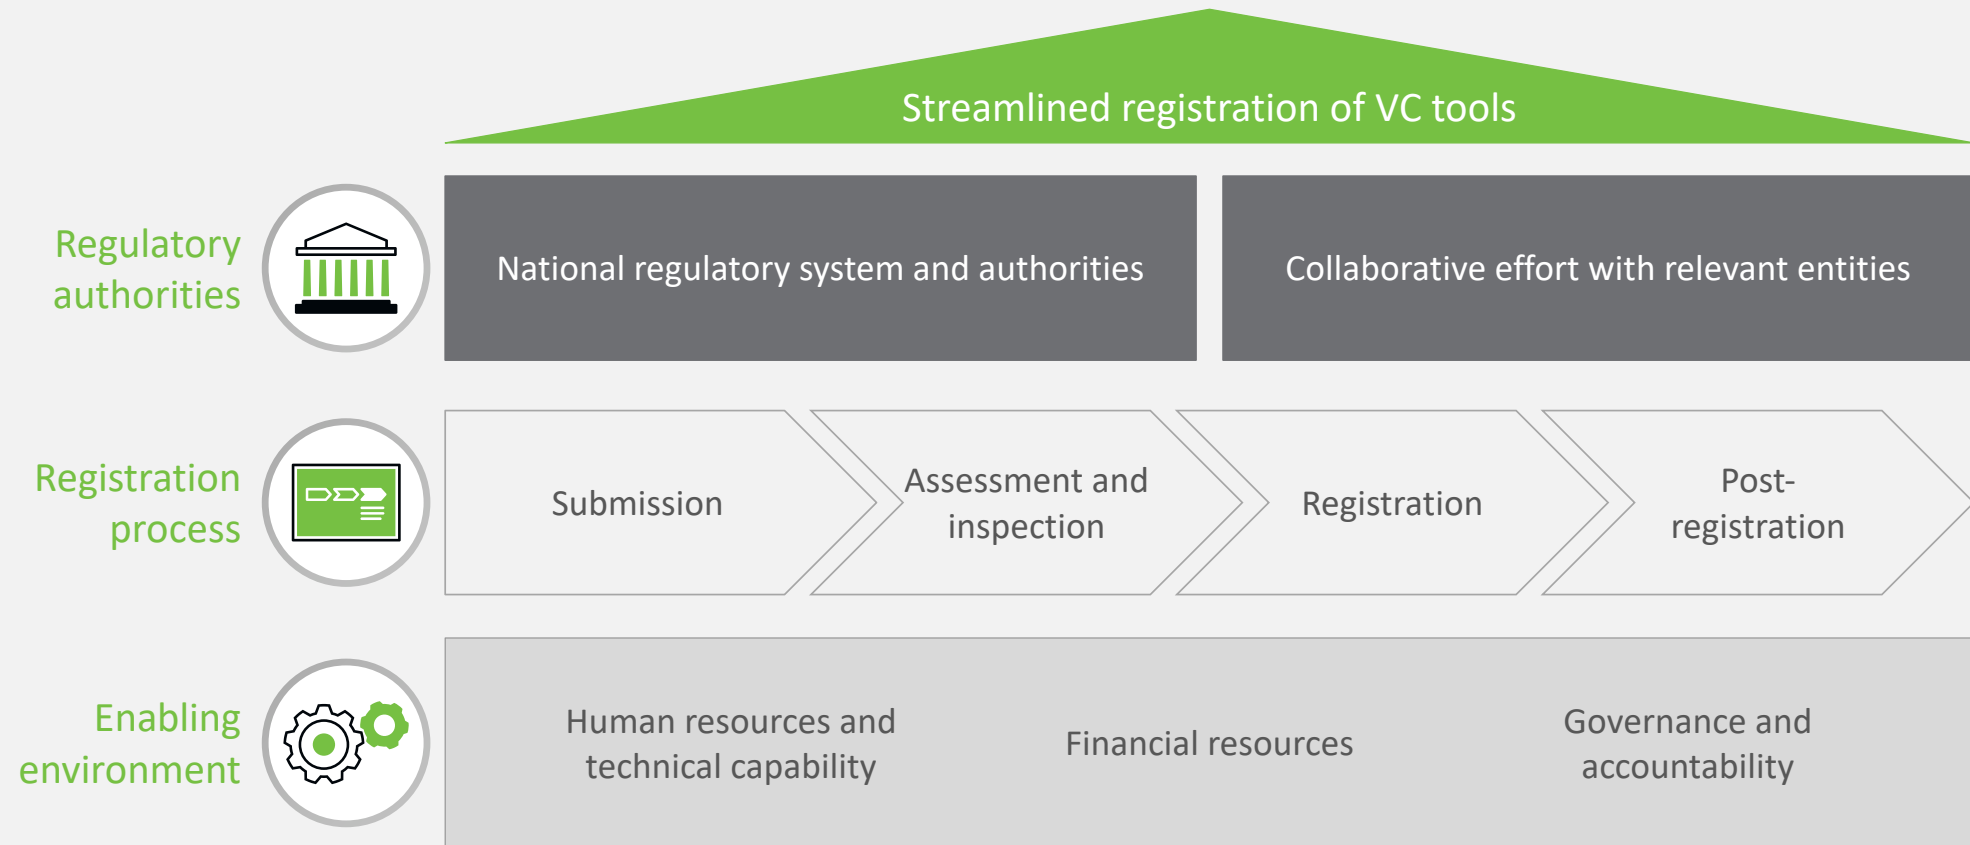 Streamlined registration of VC tools
Regulatory
authorities
National regulatory system and authorities
Collaborative effort with relevant entities
Registration
process
Submission
Assessment and
inspection
Registration
Post-
registration
Enabling
environment
Human resources and
technical capability
Financial resources
Governance and
accountability